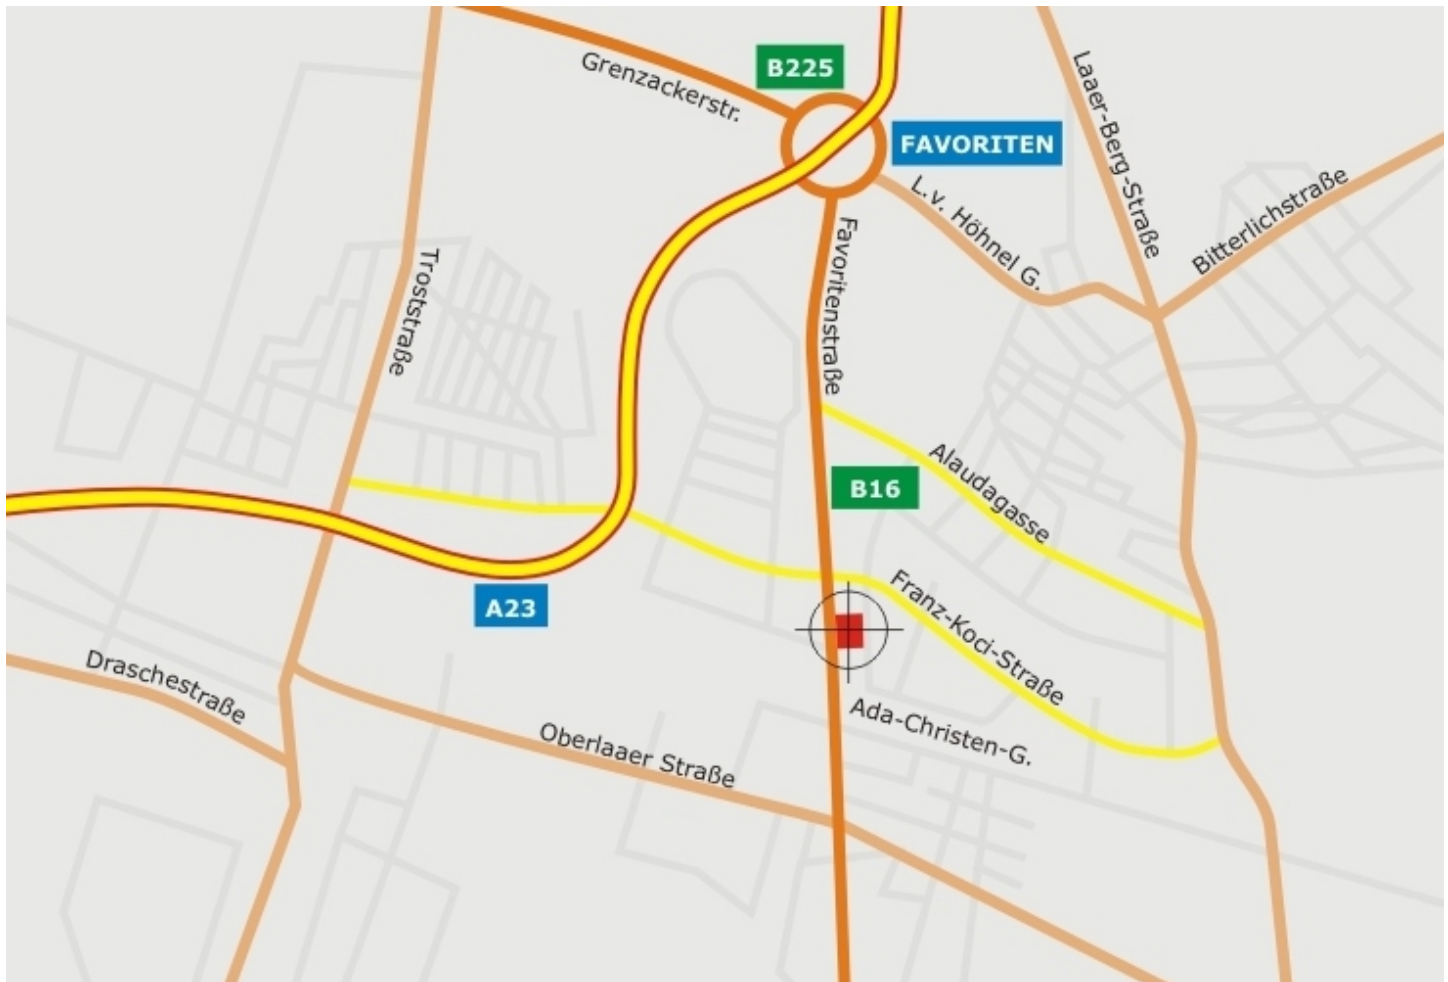 Grenzackerstr.
B225
FAVORITEN
Laaer-Berg-Straße
Bitterlichstraße
L.v. Höhnel G.
Favoritenstraße
Troststraße
Alaudagasse
B16
Franz-Koci-Straße
A23
Draschestraße
Ada-Christen-G.
Oberlaaer Straße